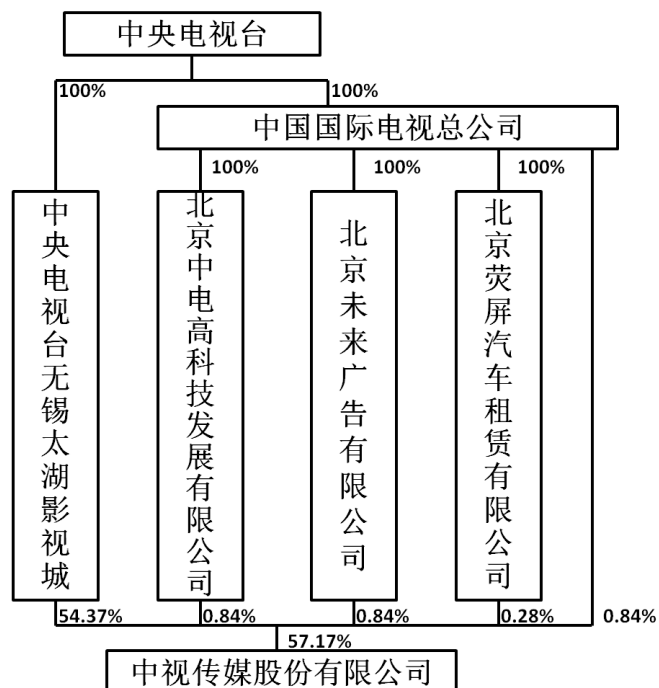 中央电视台
100%
100%
中国国际电视总公司
100%
100%
100%
中央电视台无锡太湖影视城
北京中电高科技发展有限公司
北京未来广告有限公司
北京荧屏汽车租赁有限公司
54.37%
0.84%
0.84%
0.28%
0.84%
57.17%
中视传媒股份有限公司